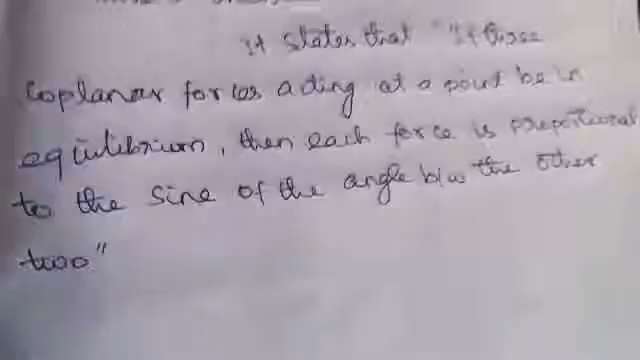 It states that "If three
Coplanar forces acting at a point be in
equilibrium, then each force is propotional
to the sine of the angle b/w the other
two"